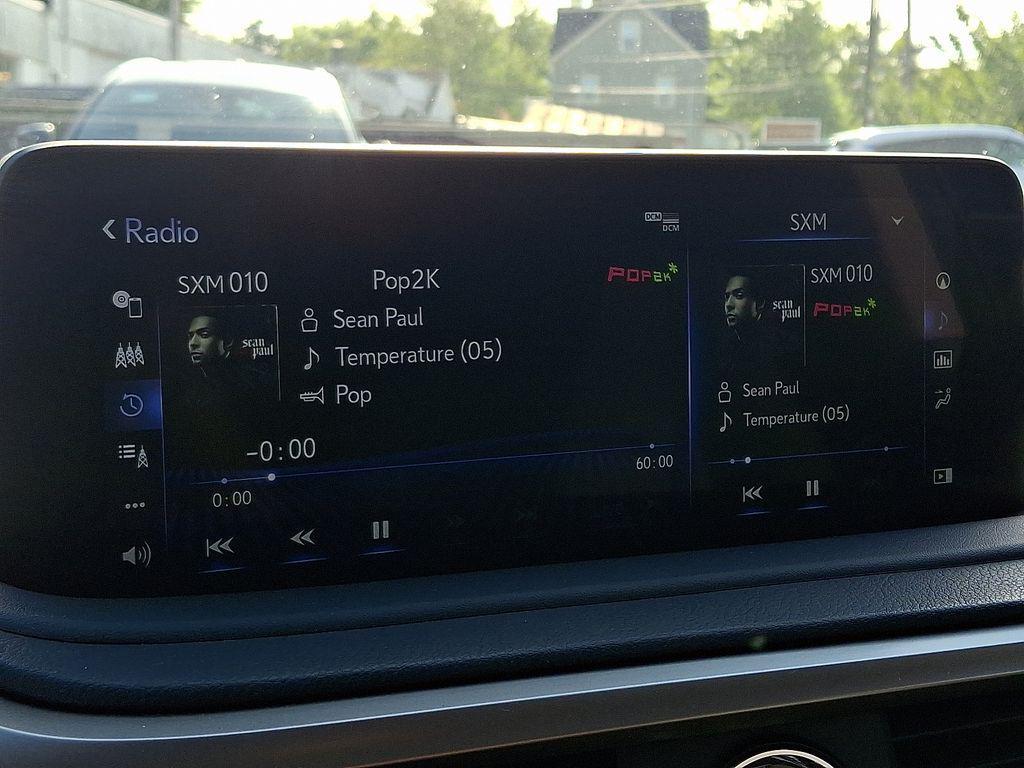 Radio
DCM
DCM
SXM
SXM 010
Pop2K
POP2K
SXM 010
POP2K
sean
paul
Sean Paul
Temperature (05)
Pop
sean
paul
Sean Paul
Temperature (05)
-0:00
0:00
60:00